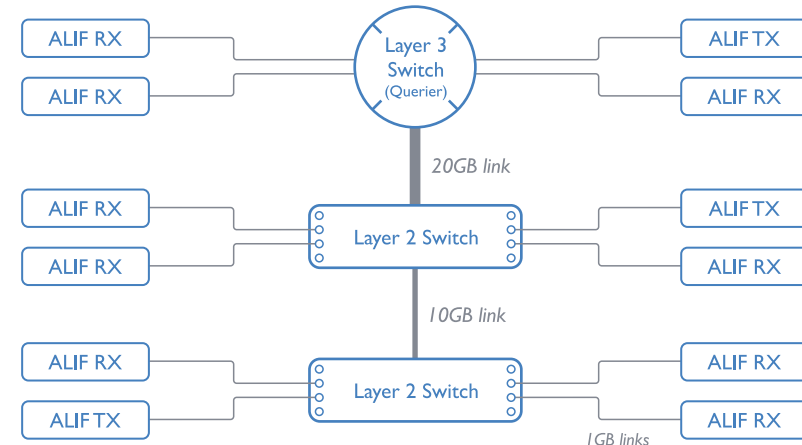 ALIF RX
Layer 3
Switch
(Querier)
ALIF TX
ALIF RX
ALIF RX
20GB link
ALIF RX
Layer 2 Switch
ALIF TX
ALIF RX
ALIF RX
10GB link
ALIF RX
Layer 2 Switch
ALIF RX
ALIF TX
ALIF RX
1GB links